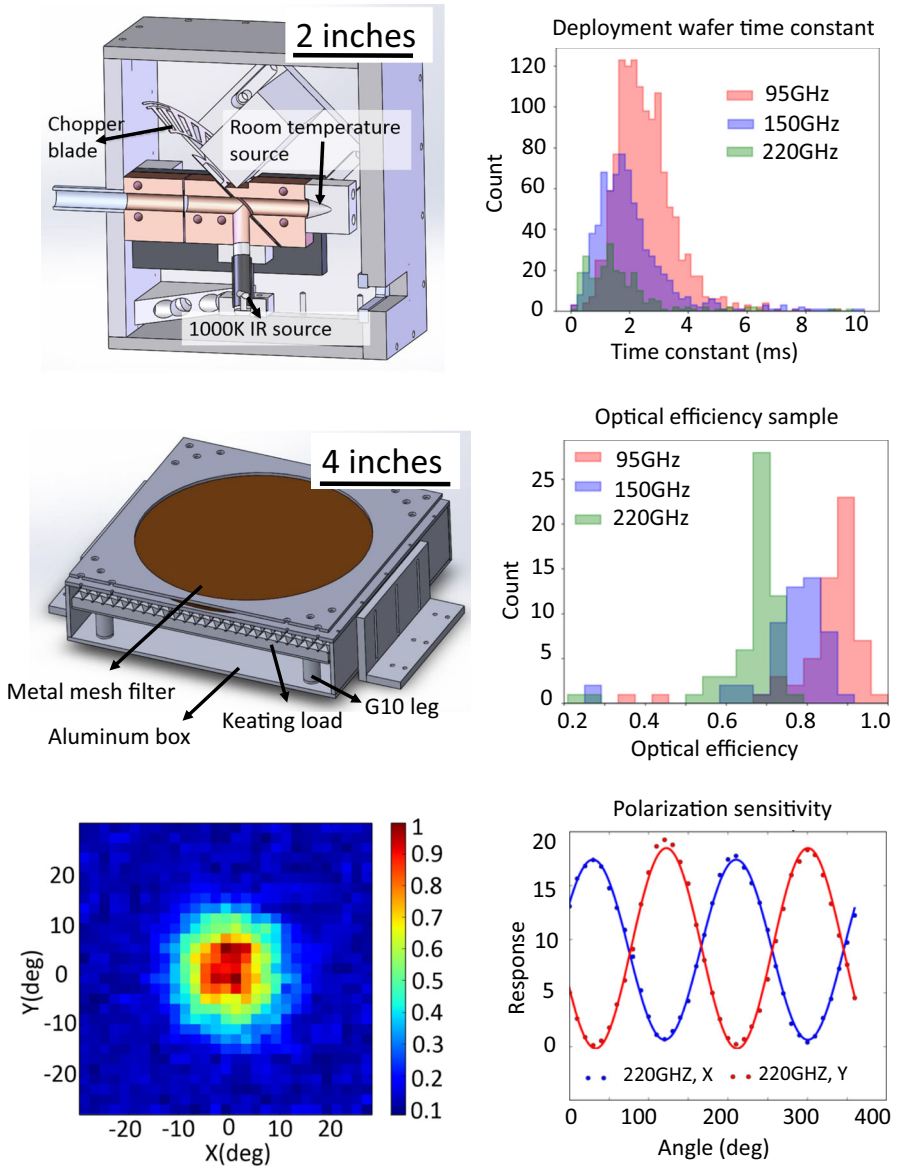 2 inches
Chopper
blade
Room temperature
source
1000K IR source
Deployment wafer time constant
120
100
80
60
40
20
0
Count
95GHz
150GHz
220GHz
0 2 4 6 8 10
Time constant (ms)
4 inches
Metal mesh filter
Aluminum box
Keating load
G10 leg
Optical efficiency sample
25
20
15
10
5
0
Count
95GHz
150GHz
220GHz
0.2 0.4 0.6 0.8 1.0
Optical efficiency
20
10
0
-10
-20
Y(deg)
-20 -10 0 10 20
X(deg)
1
0.9
0.8
0.7
0.6
0.5
0.4
0.3
0.2
0.1
Polarization sensitivity
20
15
10
5
0
Response
220GHZ, X 220GHZ, Y
0 100 200 300 400
Angle (deg)